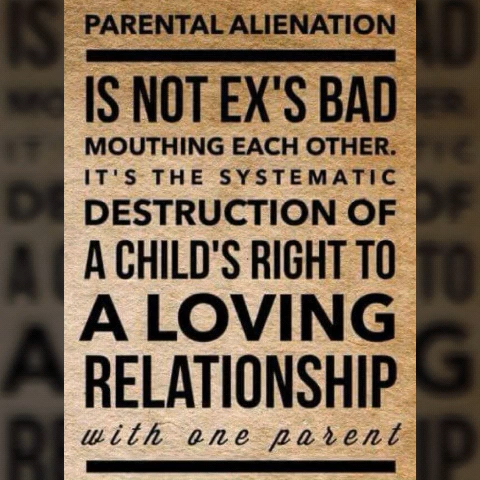 PARENTAL ALIENATION
IS NOT EX'S BAD
MOUTHING EACH OTHER.
IT'S THE SYSTEMATIC
DESTRUCTION OF
A CHILD'S RIGHT TO
A LOVING
RELATIONSHIP
with one parent